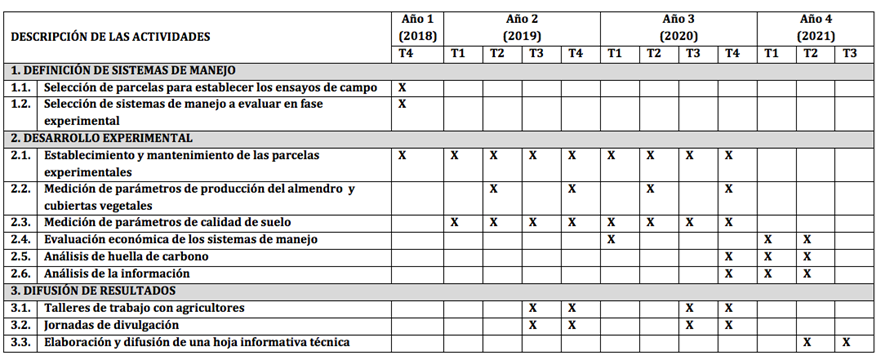 DESCRIPCIÓN DE LAS ACTIVIDADES Año 1 (2018) Año 2 (2019) Año 3 (2020) Año 4 (2021)
T4 T1 T2 T3 T4 T1 T2 T3 T4 T1 T2 T3
1. DEFINICIÓN DE SISTEMAS DE MANEJO
1.1. Selección de parcelas para establecer los ensayos de campo X
1.2. Selección de sistemas de manejo a evaluar en fase X
experimental
2. DESARROLLO EXPERIMENTAL
2.1. Establecimiento y mantenimiento de las parcelas X X X X X X X X X
experimentales
2.2. Medición de parámetros de producción del almendro y X X X X
cubiertas vegetales
2.3. Medición de parámetros de calidad de suelo X X X X X X X X
2.4. Evaluación económica de los sistemas de manejo X X X
2.5. Análisis de huella de carbono X X X
2.6. Análisis de la información X X X
3. DIFUSIÓN DE RESULTADOS
3.1. Talleres de trabajo con agricultores X X X X
3.2. Jornadas de divulgación X X X X
3.3. Elaboración y difusión de una hoja informativa técnica X X